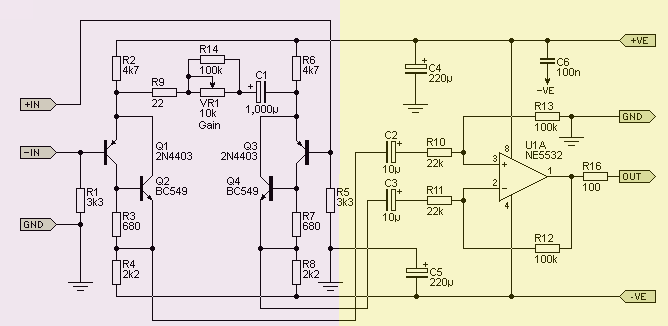 R14
100k
R2
4k7
R9
22
VR1
10k
Gain
+
C1
1,000µ
R6
4k7
+
C4
220µ
C6
100n
-VE
+VE
+IN
R13
100k
GND
-IN
Q1
2N4403
Q3
2N4403
C2
+
10µ
R10
22k
U1A
NE5532
8
3
+
2
-
1
4
R16
100
OUT
R1
3k3
Q2
BC549
Q4
BC549
R5
3k3
C3
+
10µ
R11
22k
GND
R3
680
R7
680
R12
100k
R4
2k2
R8
2k2
+
C5
220µ
-VE